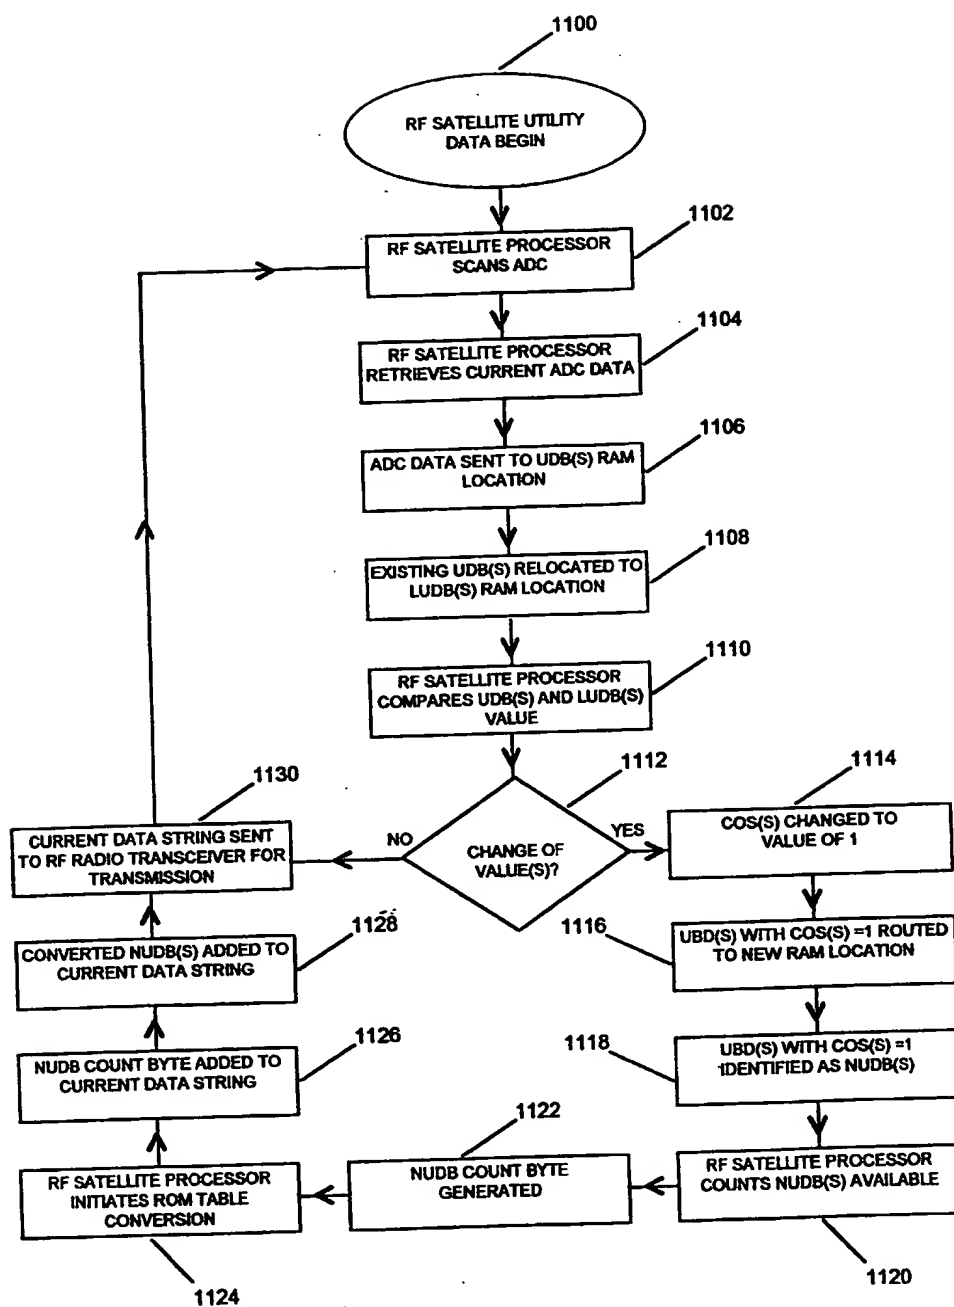 1100
RF SATELLITE UTILITY
DATA BEGIN
1102
RF SATELLITE PROCESSOR
SCANS ADC
1104
RF SATELLITE PROCESSOR
RETRIEVES CURRENT ADC DATA
1106
ADC DATA SENT TO UDB(S) RAM
LOCATION
1108
EXISTING UDB(S) RELOCATED TO
LUDB(S) RAM LOCATION
1110
RF SATELLITE PROCESSOR
COMPARES UDB(S) AND LUDB(S)
VALUE
1112
CHANGE OF
VALUE(S)?
NO
YES
1114
COS(S) CHANGED TO
VALUE OF 1
1116
UBD(S) WITH COS(S) =1 ROUTED
TO NEW RAM LOCATION
1118
UBD(S) WITH COS(S) =1
IDENTIFIED AS NUDB(S)
RF SATELLITE PROCESSOR
COUNTS NUDB(S) AVAILABLE
1120
1122
NUDB COUNT BYTE
GENERATED
RF SATELLITE PROCESSOR
INITIATES ROM TABLE
CONVERSION
1124
1126
NUDB COUNT BYTE ADDED TO
CURRENT DATA STRING
1128
CONVERTED NUDB(S) ADDED TO
CURRENT DATA STRING
1130
CURRENT DATA STRING SENT
TO RF RADIO TRANSCEIVER FOR
TRANSMISSION